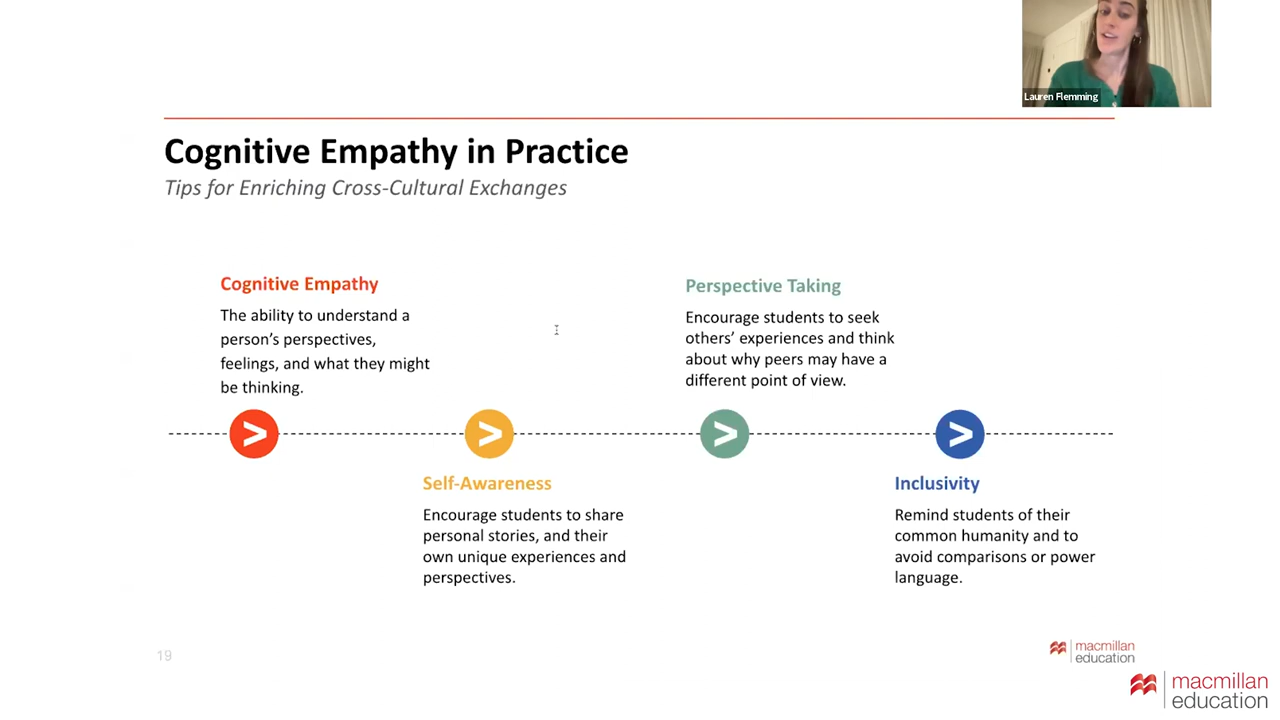 Lauren Flemming
Cognitive Empathy in Practice
Tips for Enriching Cross-Cultural Exchanges
Cognitive Empathy
The ability to understand a
person's perspectives,
feelings, and what they might
be thinking.
Perspective Taking
Encourage students to seek
others' experiences and think
about why peers may have a
different point of view.
Self-Awareness
Encourage students to share
personal stories, and their
own unique experiences and
perspectives.
Inclusivity
Remind students of their
common humanity and to
avoid comparisons or power
language.
19
macmillan
education
macmillan
education